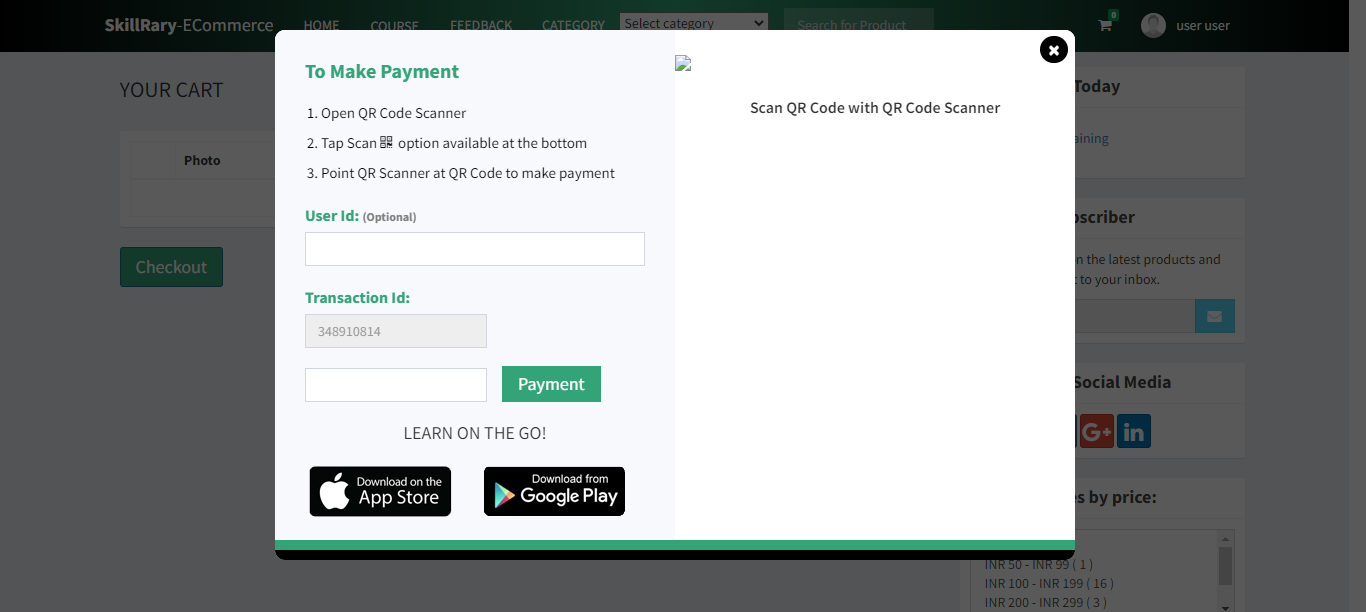 SkillRary-ECommerce HOME COURSE FEEDBACK CATEGORY Select category Search for Product 0 user user
YOUR CART
Photo
Checkout
To Make Payment
1. Open QR Code Scanner
2. Tap Scan option available at the bottom
3. Point QR Scanner at QR Code to make payment
User Id: (Optional)
Transaction Id:
348910814
Payment
LEARN ON THE GO!
Download on the
App Store
Download from
Google Play
Scan QR Code with QR Code Scanner
Today
the latest products and
to your inbox.
Social Media
G+ in
by price:
INR 50 - INR 99 ( 1 )
INR 100 - INR 199 ( 16 )
INR 200 - INR 299 ( 3 )